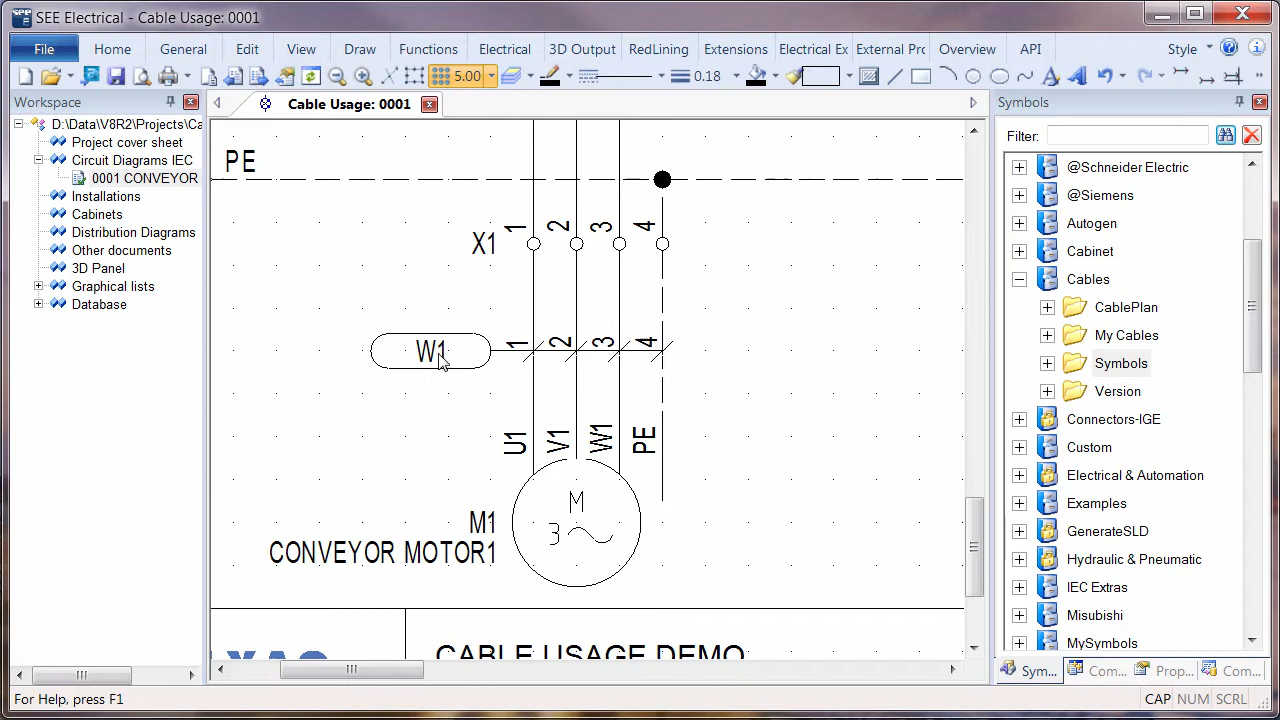 SEE Electrical - Cable Usage: 0001
File Home General Edit View Draw Functions Electrical 3D Output RedLining Extensions Electrical Ex External Pro Overview API Style
5.00 0.18
Workspace
Cable Usage: 0001
Symbols
D:\Data\V8R2\Projects\Ca
Project cover sheet
Circuit Diagrams IEC
0001 CONVEYOR
Installations
Cabinets
Distribution Diagrams
Other documents
3D Panel
Graphical lists
Database
PE
X1 1 2 3 4
W1 1 2 3 4
U1 V1 W1 PE
M
3
M1
CONVEYOR MOTOR1
CABLE USAGE DEMO
Filter:
@Schneider Electric
@Siemens
Autogen
Cabinet
Cables
CablePlan
My Cables
Symbols
Version
Connectors-IGE
Custom
Electrical & Automation
Examples
GenerateSLD
Hydraulic & Pneumatic
IEC Extras
Misubishi
MySymbols
Sym... Com... Prop... Com...
For Help, press F1
CAP NUM SCRL